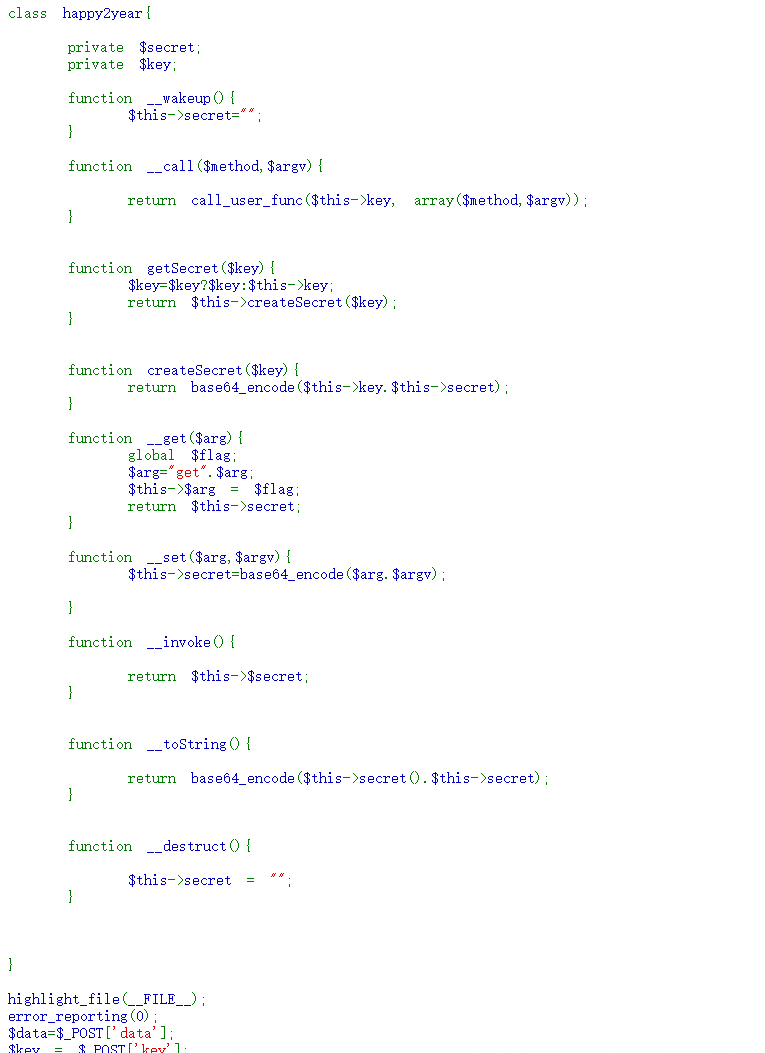 class happy2year{
private $secret;
private $key;
function __wakeup(){
$this->secret="";
}
function __call($method,$argv){
return call_user_func($this->key, array($method,$argv));
}
function getSecret($key){
$key=$key?$key:$this->key;
return $this->createSecret($key);
}
function createSecret($key){
return base64_encode($this->key.$this->secret);
}
function __get($arg){
global $flag;
$arg="get".$arg;
$this->$arg = $flag;
return $this->secret;
}
function __set($arg,$argv){
$this->secret=base64_encode($arg.$argv);
}
function __invoke(){
return $this->$secret;
}
function __toString(){
return base64_encode($this->secret().$this->secret);
}
function __destruct(){
$this->secret = "";
}
}
highlight_file(__FILE__);
error_reporting(0);
$data=$_POST['data'];
$key = $_POST['key'];